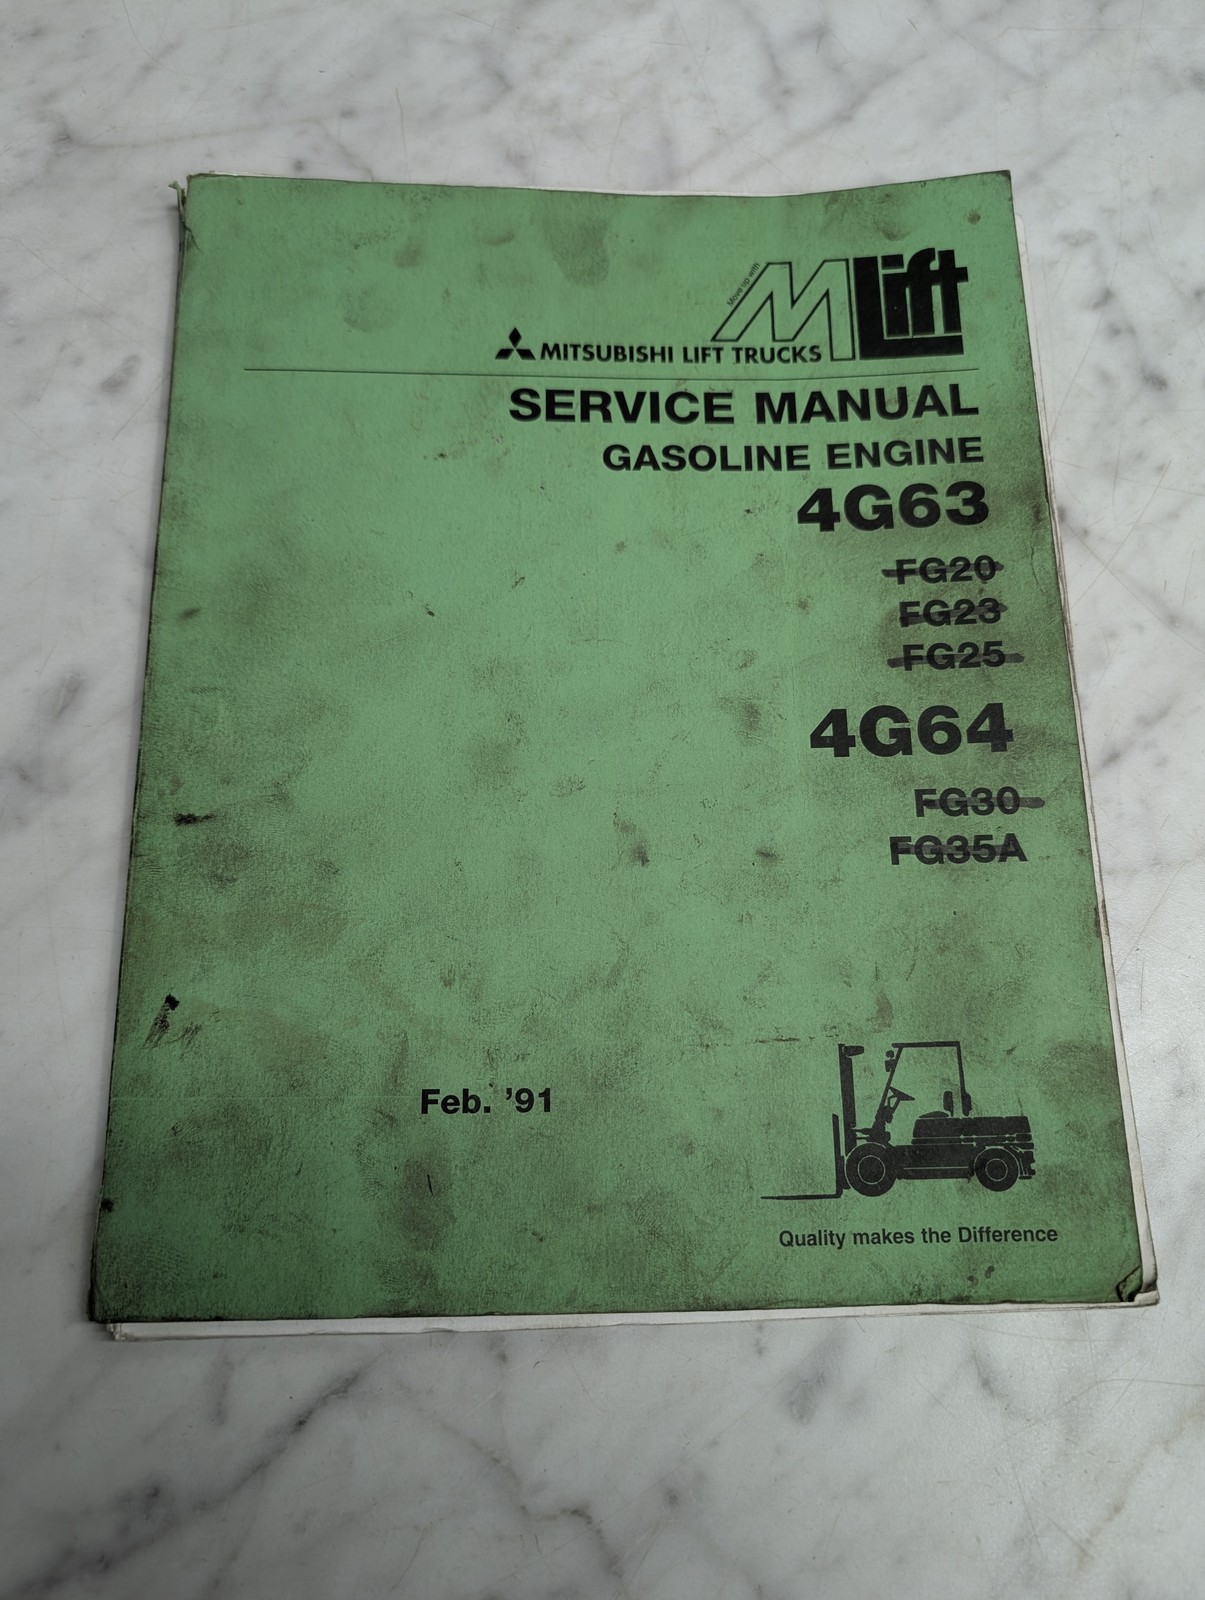 Move up with
MLift
MITSUBISHI LIFT TRUCKS
SERVICE MANUAL
GASOLINE ENGINE
4G63
FG20
FG23
FG25
4G64
FG30
FG35A
Feb. ’91
Quality makes the Difference